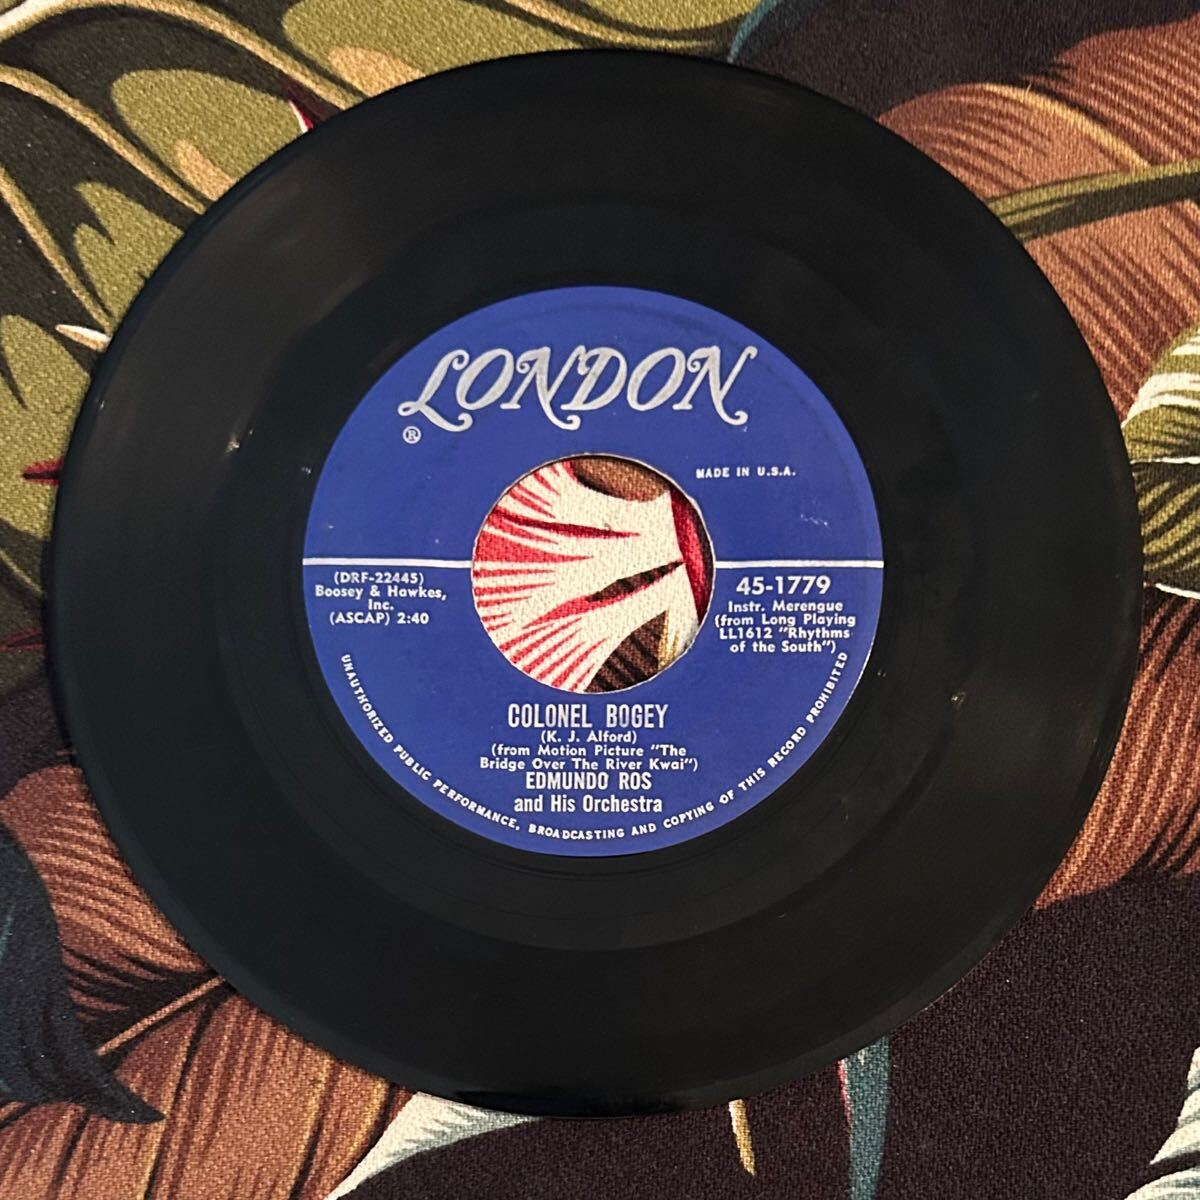 LONDON
®
MADE IN U.S.A.
(DRF-22445)
Boosey & Hawkes,
Inc.
(ASCAP) 2:40
45-1779
Instr. Merengue
(from Long Playing
LL1612 "Rhythms
of the South")
COLONEL BOGEY
(K. J. Alford)
(from Motion Picture "The
Bridge Over The River Kwai")
EDMUNDO ROS
and His Orchestra
UNAUTHORIZED PUBLIC PERFORMANCE, BROADCASTING AND COPYING OF THIS RECORD PROHIBITED